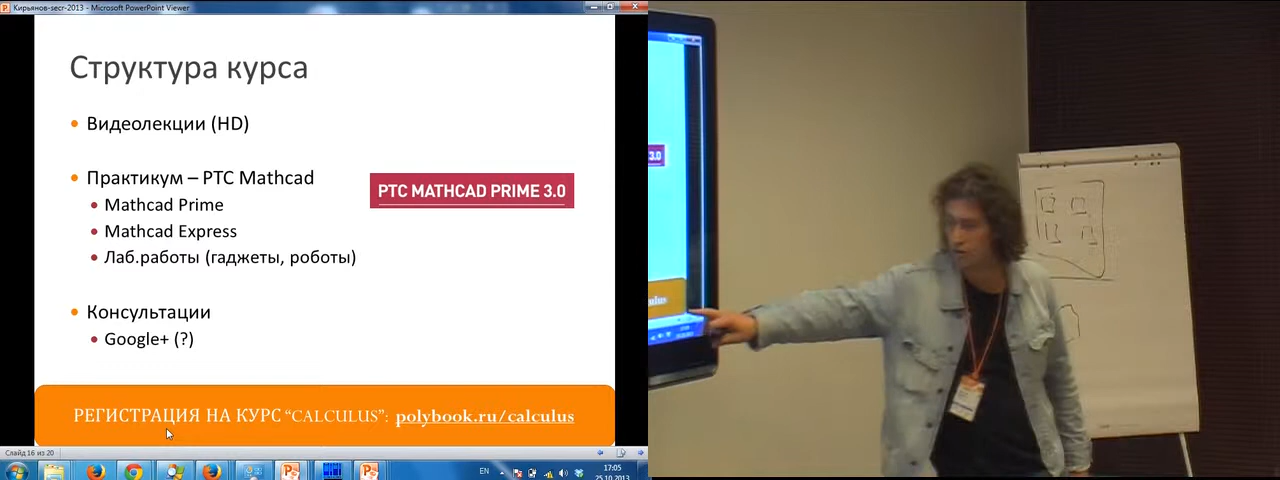 Кирьянов-secr-2013 - Microsoft PowerPoint Viewer
Структура курса
Видеолекции (HD)
Практикум – PTC Mathcad
PTC MATHCAD PRIME 3.0
Mathcad Prime
Mathcad Express
Лаб.работы (гаджеты, роботы)
Консультации
Google+ (?)
РЕГИСТРАЦИЯ НА КУРС “CALCULUS”: polybook.ru/calculus
Слайд 16 из 20
EN
17:05
25.10.2013
3.0